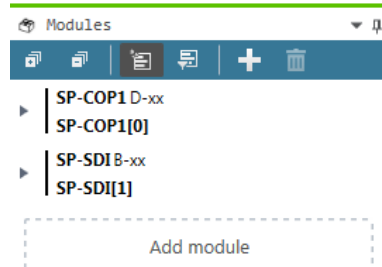 Modules
SP-COP1 D-xx
SP-COP1[0]
SP-SDI B-xx
SP-SDI[1]
Add module